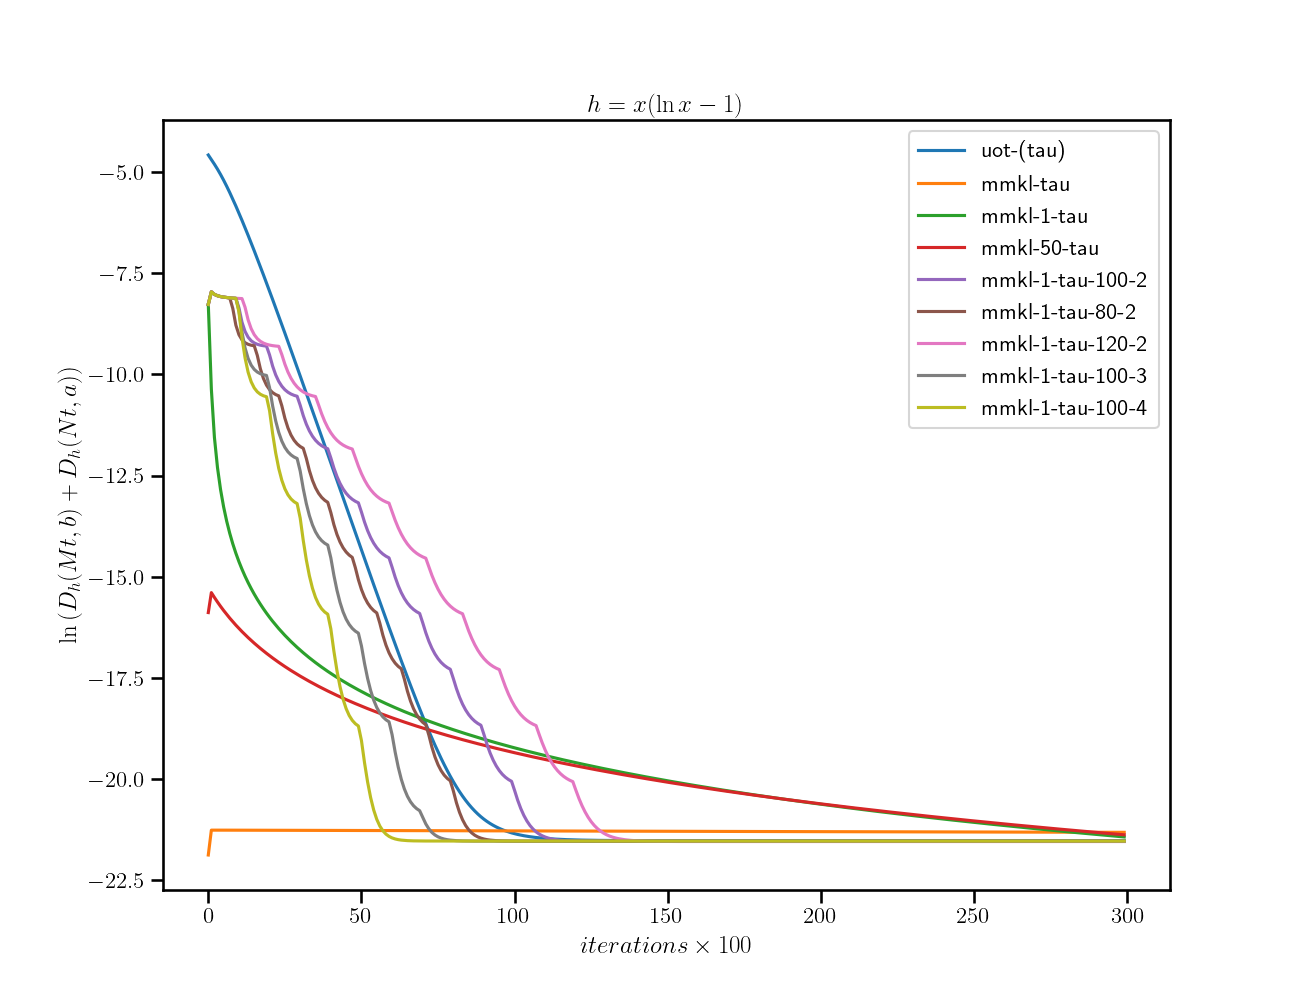 h = x(ln x − 1)
uot-(tau)
mmkl-tau
mmkl-1-tau
mmkl-50-tau
mmkl-1-tau-100-2
mmkl-1-tau-80-2
mmkl-1-tau-120-2
mmkl-1-tau-100-3
mmkl-1-tau-100-4
ln (D_h(Mt, b) + D_h(Nt, a))
−5.0
−7.5
−10.0
−12.5
−15.0
−17.5
−20.0
−22.5
0 50 100 150 200 250 300
iterations × 100